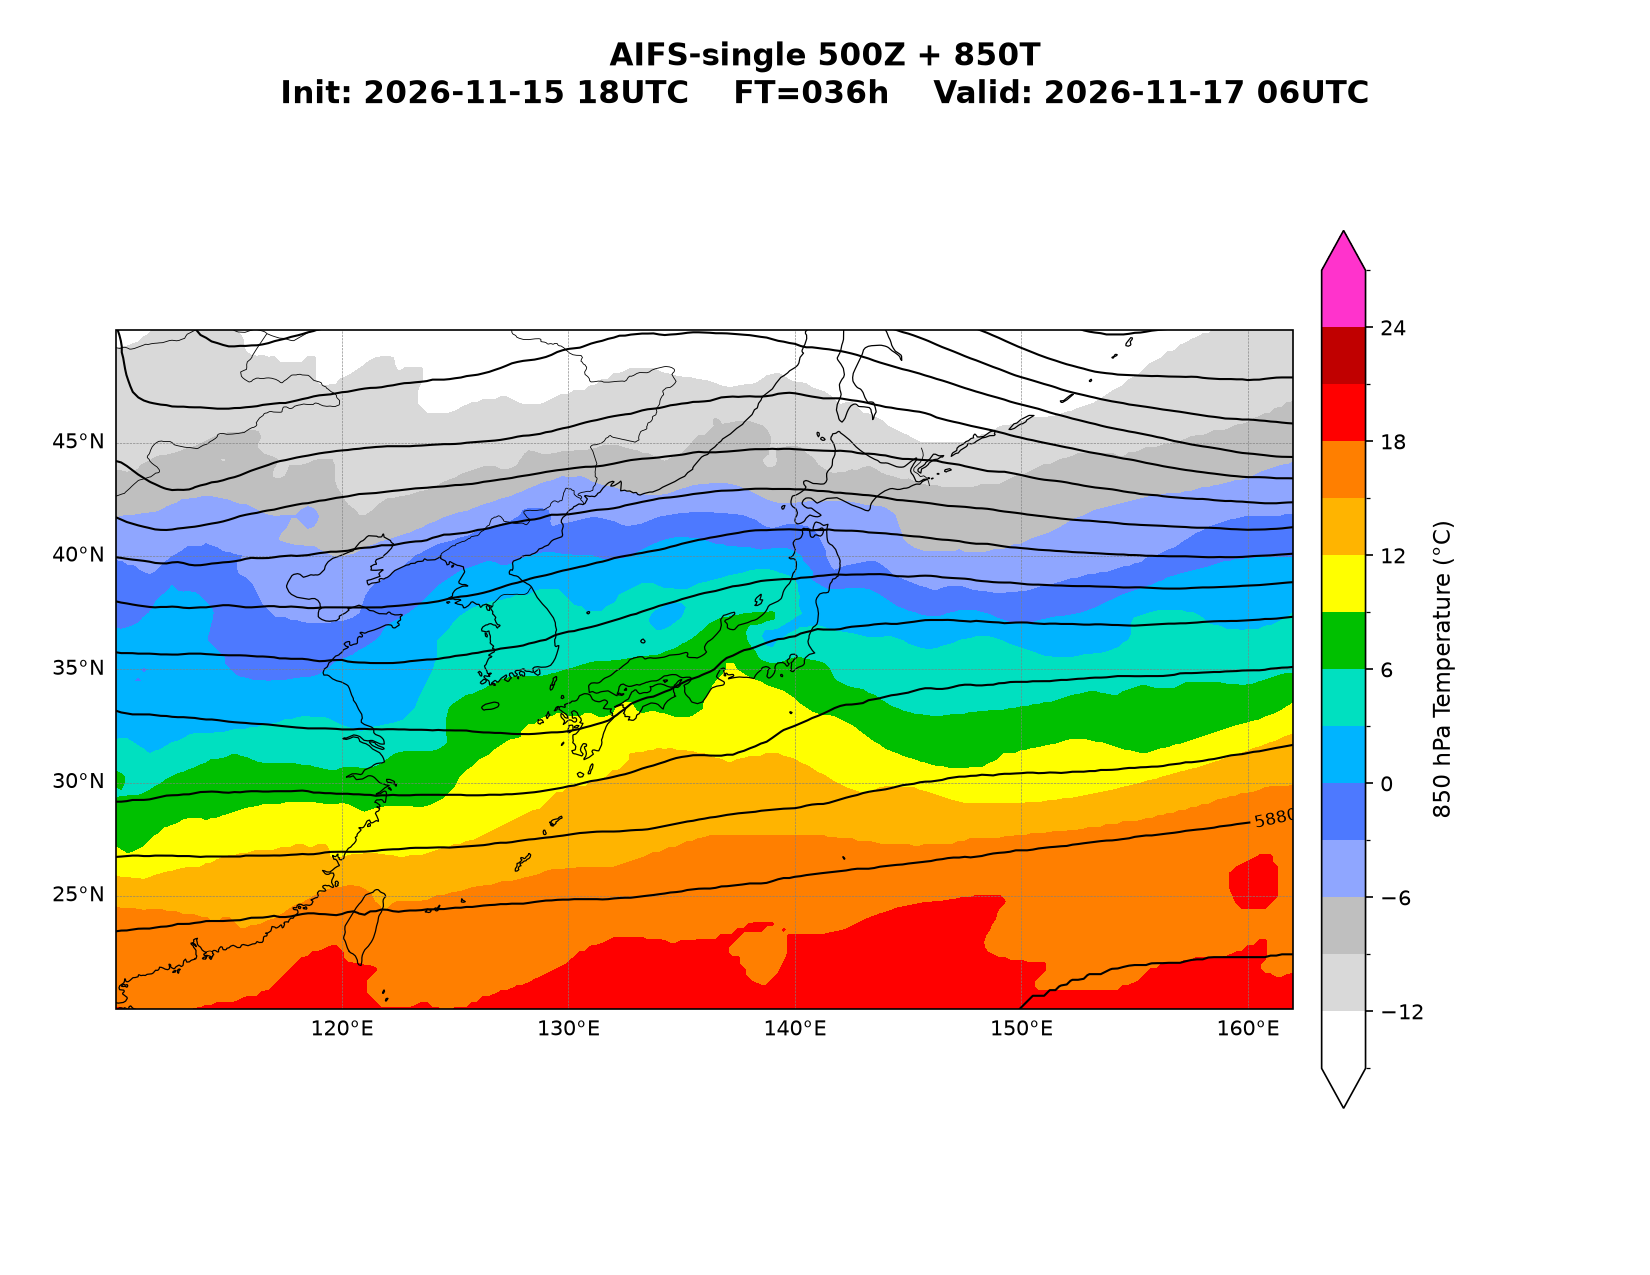 AIFS-single 500Z + 850T
Init: 2026-11-15 18UTC    FT=036h    Valid: 2026-11-17 06UTC
24
18
12
6
0
−6
−12
850 hPa Temperature (°C)
45°N
40°N
35°N
30°N
25°N
5880
120°E
130°E
140°E
150°E
160°E